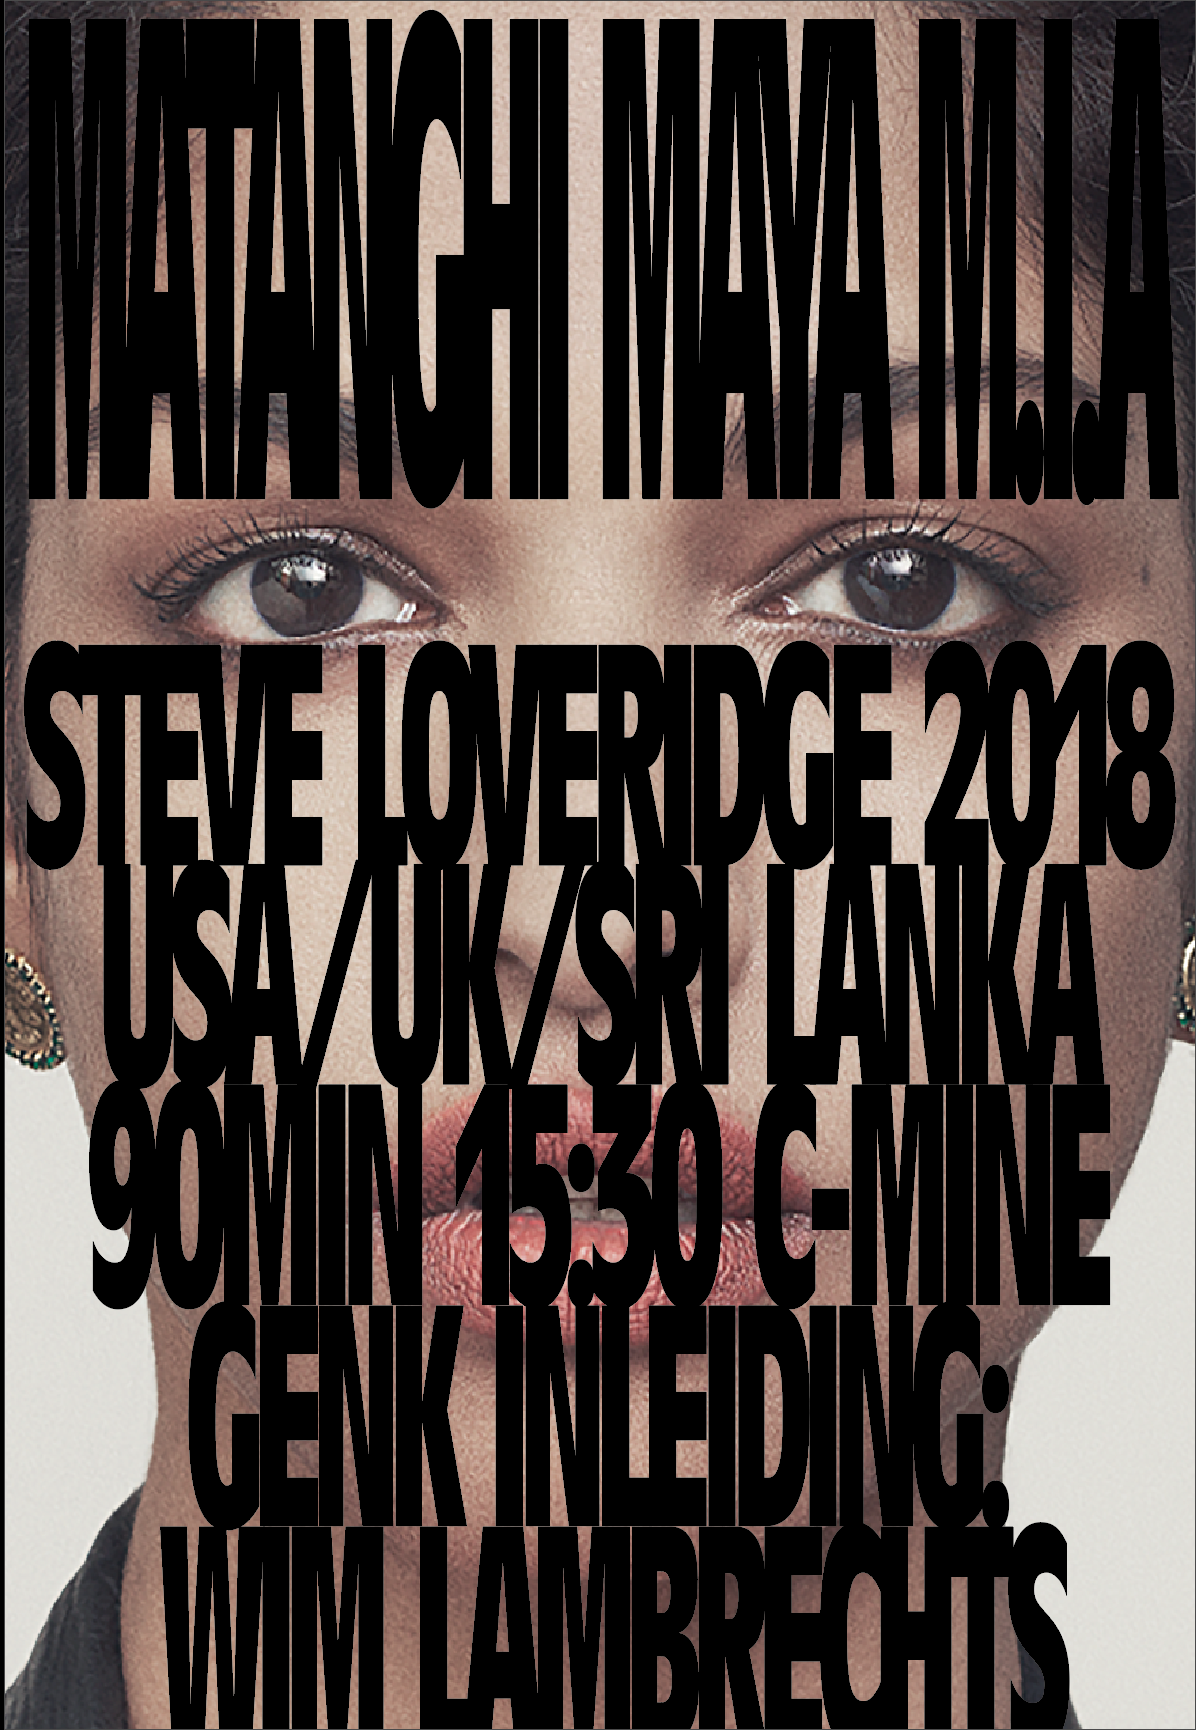 MATANGHI MAYA M.I.A
STEVE LOVERIDGE 2018
USA/UK/SRI LANKA
90MIN 15:30 C-MINE
GENK INLEIDING:
WIM LAMBRECHTS